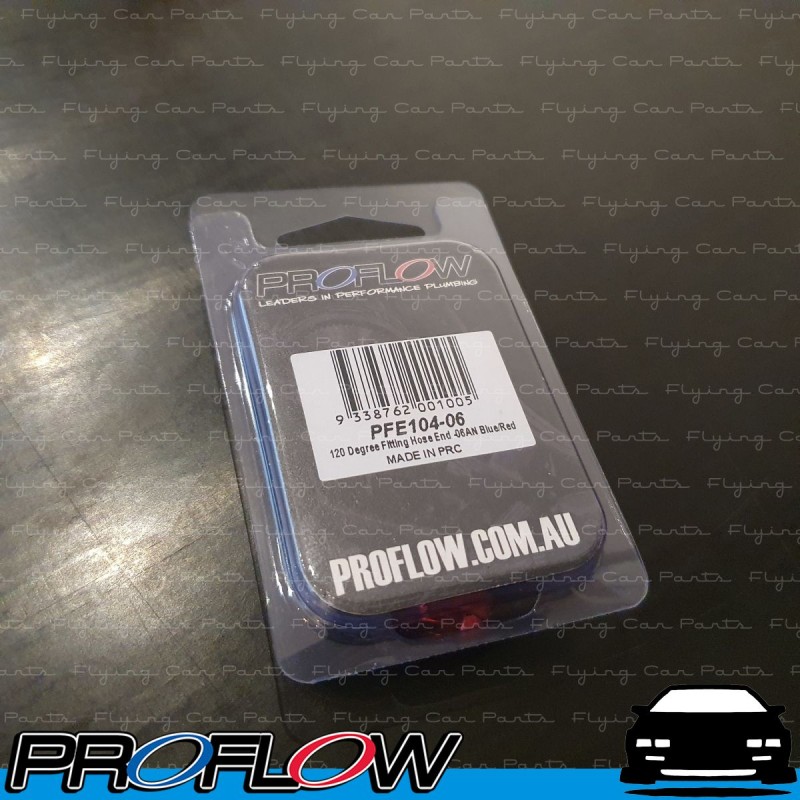 Flying Car Parts
PROFLOW
LEADERS IN PERFORMANCE PLUMBING
9 338762 001005
PFE104-06
120 Degree Fitting Hose End -06AN Blue/Red
MADE IN PRC
PROFLOW.COM.AU
PROFLOW